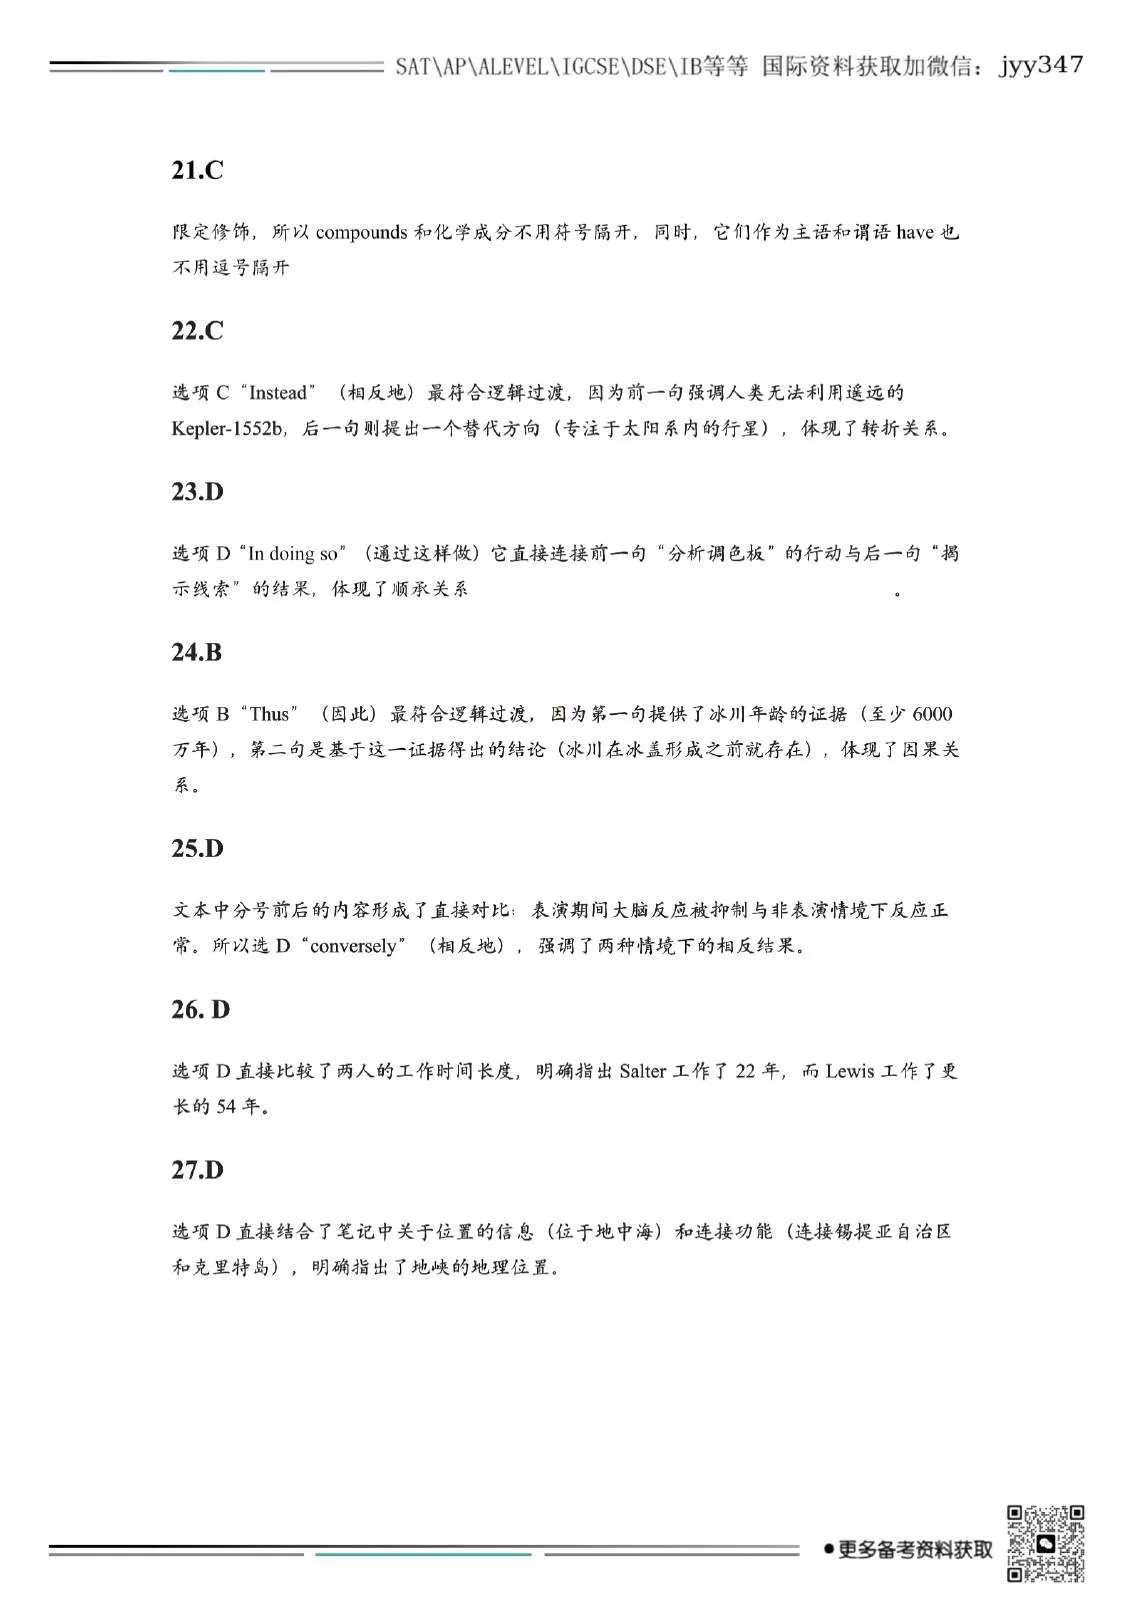 SAT\AP\ALEVEL\IGCSE\DSE\IB等等 国际资料获取加微信：jyy347
21.C
限定修饰，所以 compounds 和化学成分不用符号隔开，同时，它们作为主语和谓语 have 也
不用逗号隔开
22.C
选项 C“Instead”（相反地）最符合逻辑过渡，因为前一句强调人类无法利用遥远的
Kepler-1552b，后一句则提出一个替代方向（专注于太阳系内的行星），体现了转折关系。
23.D
选项 D“In doing so”（通过这样做）它直接连接前一句“分析调色板”的行动与后一句“揭
示线索”的结果，体现了顺承关系 。
24.B
选项 B“Thus”（因此）最符合逻辑过渡，因为第一句提供了冰川年龄的证据（至少 6000
万年），第二句是基于这一证据得出的结论（冰川在冰盖形成之前就存在），体现了因果关
系。
25.D
文本中分号前后的内容形成了直接对比：表演期间大脑反应被抑制与非表演情境下反应正
常。所以选 D“conversely”（相反地），强调了两种情境下的相反结果。
26. D
选项 D 直接比较了两人的工作时间长度，明确指出 Salter 工作了 22 年，而 Lewis 工作了更
长的 54 年。
27.D
选项 D 直接结合了笔记中关于位置的信息（位于地中海）和连接功能（连接锡提亚自治区
和克里特岛），明确指出了地峡的地理位置。
●更多备考资料获取